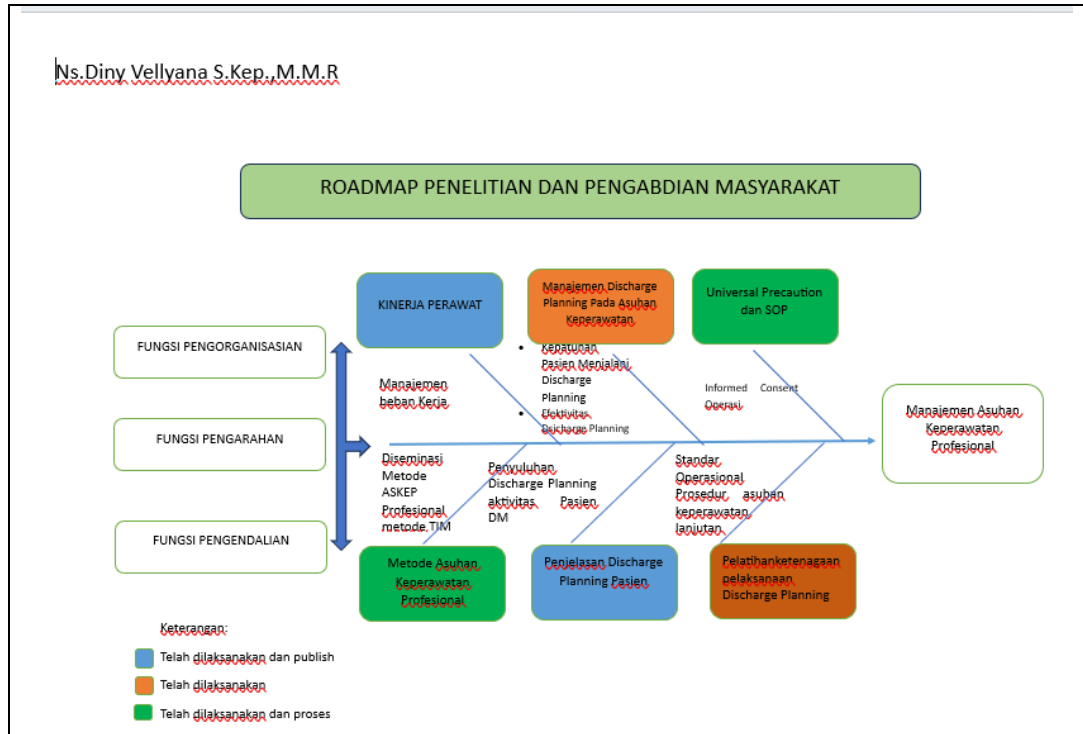 Ns.Diny Vellyana S.Kep.,M.M.R
ROADMAP PENELITIAN DAN PENGABDIAN MASYARAKAT
KINERJA PERAWAT
Manajemen Discharge
Planning Pada Asuhan
Keperawatan
Universal Precaution
dan SOP
FUNGSI PENGORGANISASIAN
FUNGSI PENGARAHAN
FUNGSI PENGENDALIAN
Manajemen
beban Kerja
• Kepatuhan
Pasien Menjalani
Discharge
Planning
• Efektivitas
Dsicharge Planning
Informed Consent
Operasi
Manajemen Asuhan
Keperawatan
Profesional
Diseminasi
Metode
ASKEP
Profesional
metode TIM
Penyuluhan
Discharge Planning
aktivitas Pasien
DM
Standar
Operasional
Prosedur asuhan
keperawatan
lanjutan
Metode Asuhan
Keperawatan
Profesional
Penjelasan Discharge
Planning Pasien
Pelatihanketenagaan
pelaksanaan
Discharge Planning
Keterangan:
Telah dilaksanakan dan publish
Telah dilaksanakan
Telah dilaksanakan dan proses